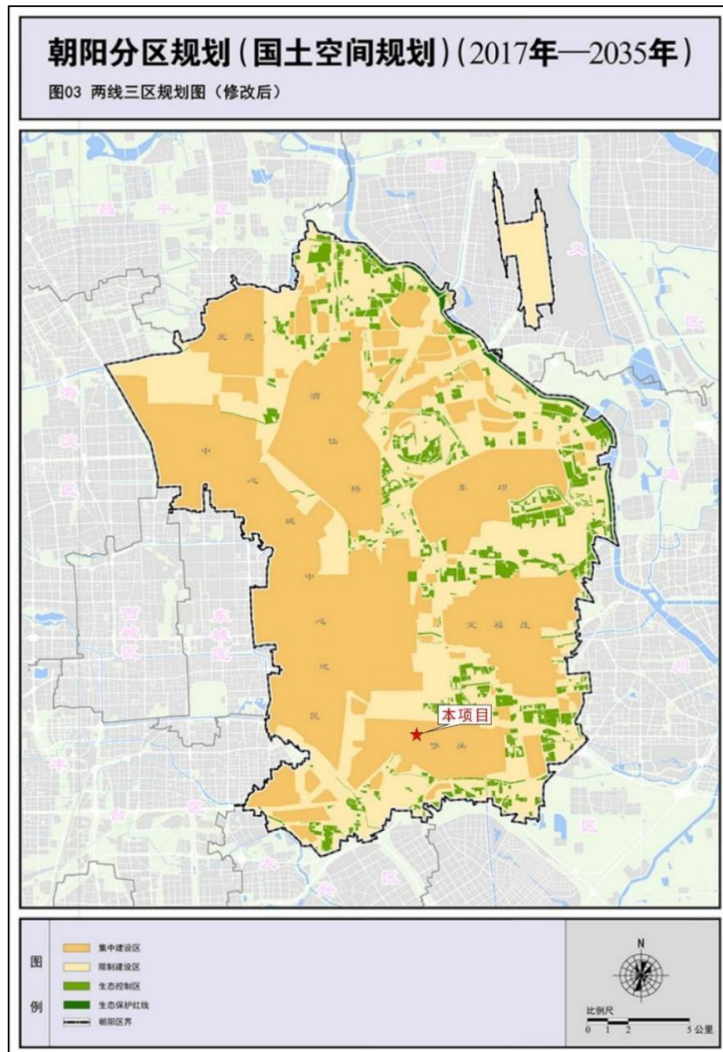 朝阳分区规划(国土空间规划)(2017年—2035年)
图03 两线三区规划图(修改后)
昌平区
顺
义
区
北苑
酒
仙
桥
海
淀
区
中
心
城
东坝
通
中
心
地
区
西城区
东城区
定福庄
州
区
本项目
垡头
丰
台
区
大
兴
区
图
例
集中建设区
限制建设区
生态控制区
生态保护红线
朝阳区界
N
比例尺
0 1 2 5 公里